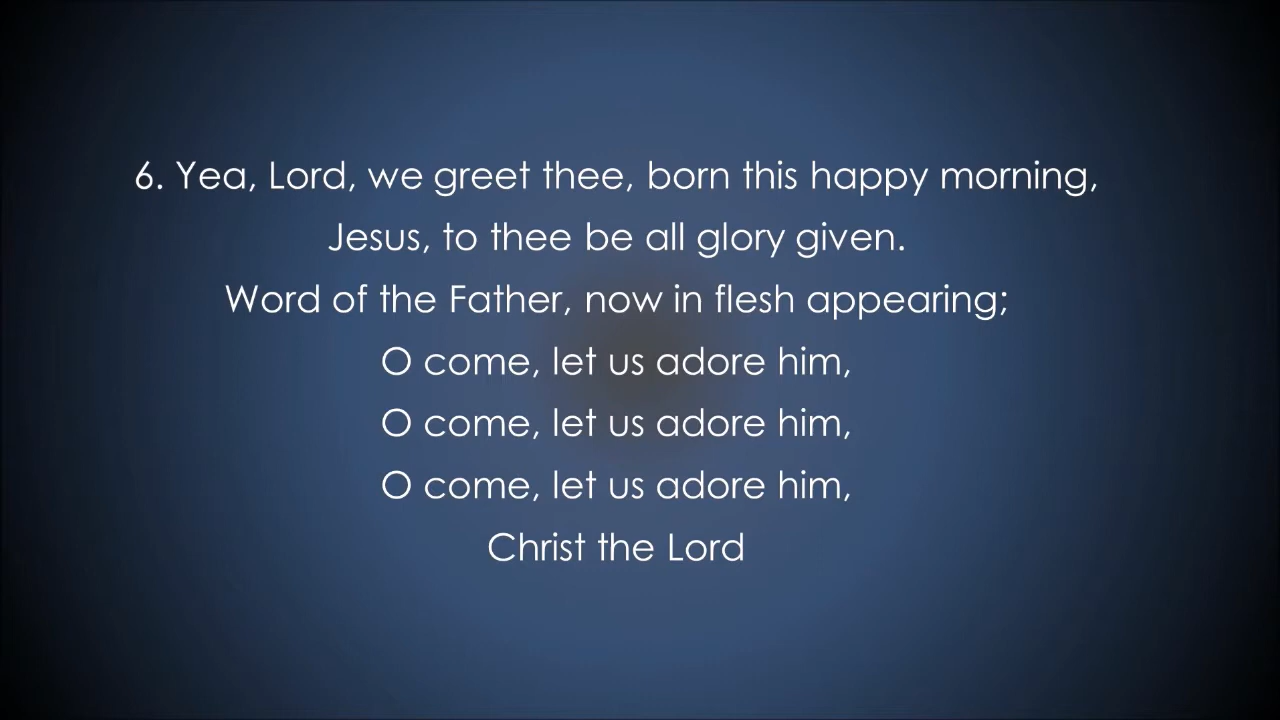 6. Yea, Lord, we greet thee, born this happy morning,
Jesus, to thee be all glory given.
Word of the Father, now in flesh appearing;
O come, let us adore him,
O come, let us adore him,
O come, let us adore him,
Christ the Lord